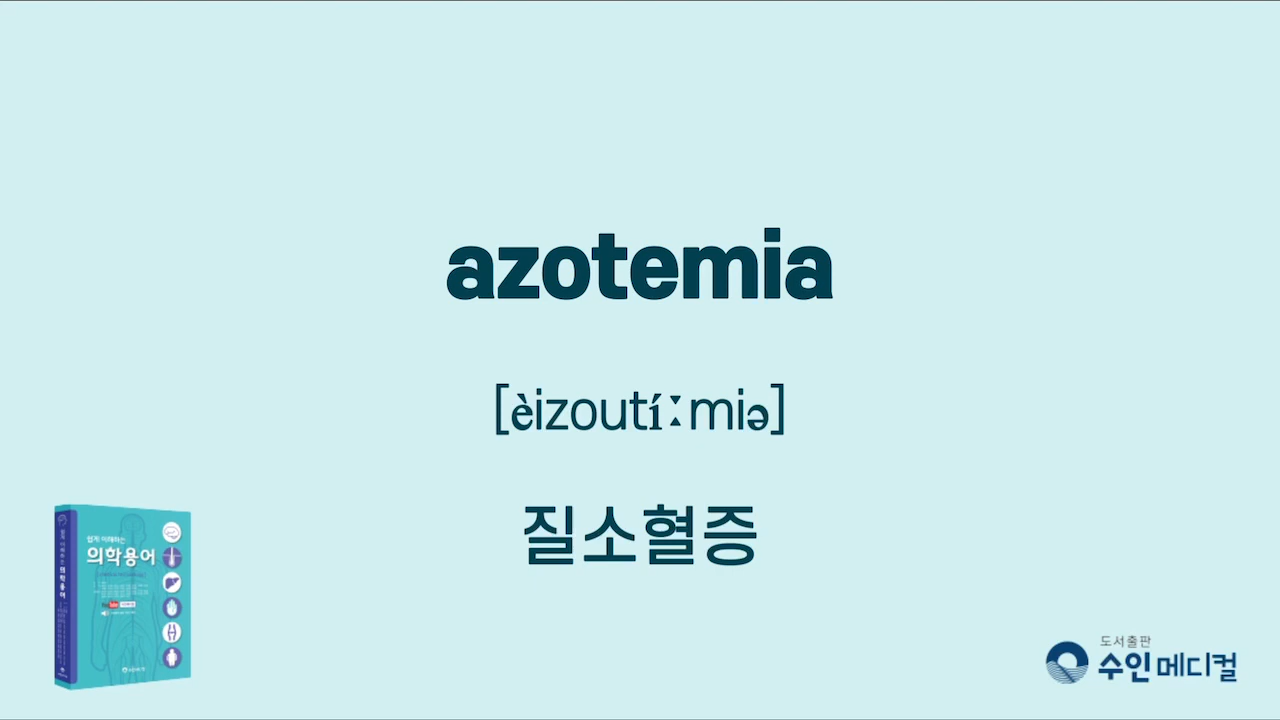 azotemia
[èizoutíːmiə]
질소혈증
쉽게 이해하는
의학용어
도서출판
수인메디컬